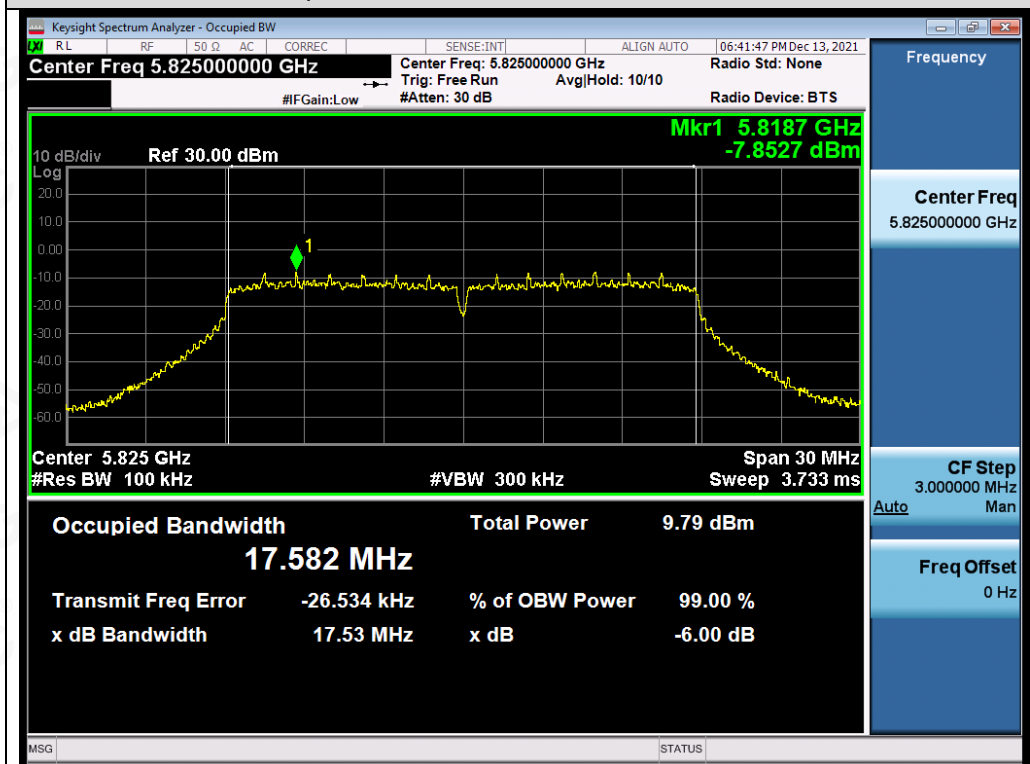 Keysight Spectrum Analyzer - Occupied BW
LXI RL RF 50 Ω AC CORREC SENSE:INT ALIGN AUTO 06:41:47 PM Dec 13, 2021
Center Freq 5.825000000 GHz
Center Freq: 5.825000000 GHz
Radio Std: None
Trig: Free Run Avg|Hold: 10/10
#IFGain:Low #Atten: 30 dB Radio Device: BTS
Frequency
Mkr1 5.8187 GHz
-7.8527 dBm
10 dB/div Ref 30.00 dBm
Log
20.0
10.0
0.00
-10.0
-20.0
-30.0
-40.0
-50.0
-60.0
1
Center 5.825 GHz Span 30 MHz
#Res BW 100 kHz #VBW 300 kHz Sweep 3.733 ms
Occupied Bandwidth Total Power 9.79 dBm
17.582 MHz
Transmit Freq Error -26.534 kHz % of OBW Power 99.00 %
x dB Bandwidth 17.53 MHz x dB -6.00 dB
Center Freq
5.825000000 GHz
CF Step
3.000000 MHz
Auto Man
Freq Offset
0 Hz
MSG STATUS